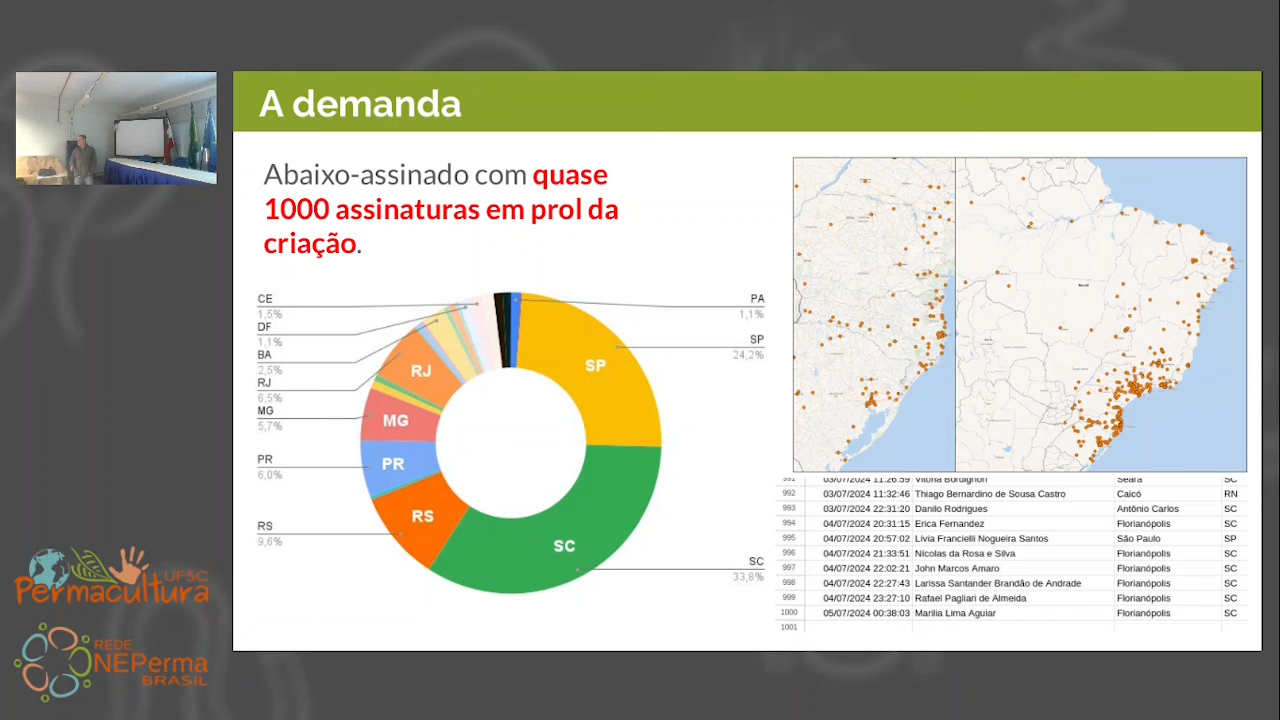 A demanda
Abaixo-assinado com quase
1000 assinaturas em prol da
criação.
CE
1,5%
DF
1,1%
BA
2,5%
RJ
6,5%
MG
5,7%
PR
6,0%
RS
9,6%
PA
1,1%
SP
24,2%
SC
33,8%
SP
SC
RS
PR
MG
RJ
991 03/07/2024 11:26:59 Vitória Bordignon Seara SC
992 03/07/2024 11:32:46 Thiago Bernardino de Sousa Castro Caicó RN
993 03/07/2024 22:31:20 Danilo Rodrigues Antônio Carlos SC
994 04/07/2024 20:31:15 Erica Fernandez Florianópolis SC
995 04/07/2024 20:57:02 Lívia Francielli Nogueira Santos São Paulo SP
996 04/07/2024 21:33:51 Nícolas da Rosa e Silva Florianópolis SC
997 04/07/2024 22:02:21 John Marcos Amaro Florianópolis SC
998 04/07/2024 22:27:43 Larissa Santander Brandão de Andrade Florianópolis SC
999 04/07/2024 23:27:10 Rafael Pagliari de Almeida Florianópolis SC
1000 05/07/2024 00:38:03 Marilia Lima Aguiar Florianópolis SC
1001
UFSC
Permacultura
REDE
NEPerma
BRASIL